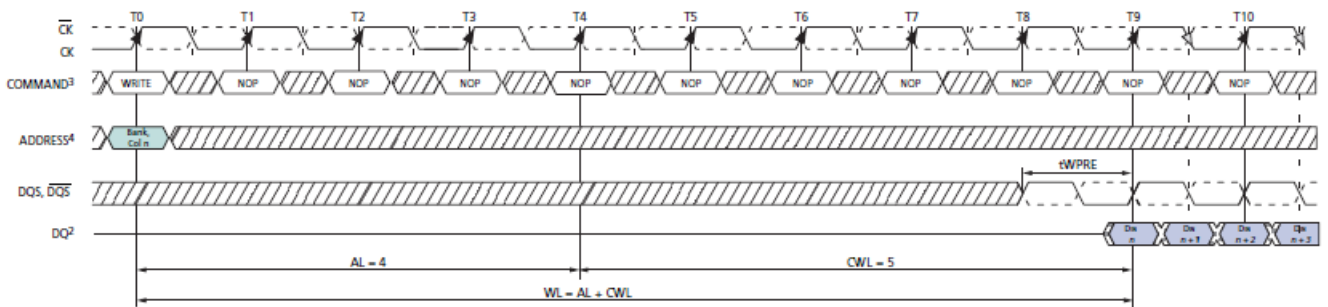 T0 T1 T2 T3 T4 T5 T6 T7 T8 T9 T10
C̅K̅
CK
COMMAND³ WRITE NOP NOP NOP NOP NOP NOP NOP NOP NOP NOP
ADDRESS⁴ Bank,
Col n
tWPRE
DQS, D̅Q̅S̅
DQ² Din Din Din Din
n n+1 n+2 n+3
AL = 4 CWL = 5
WL = AL + CWL